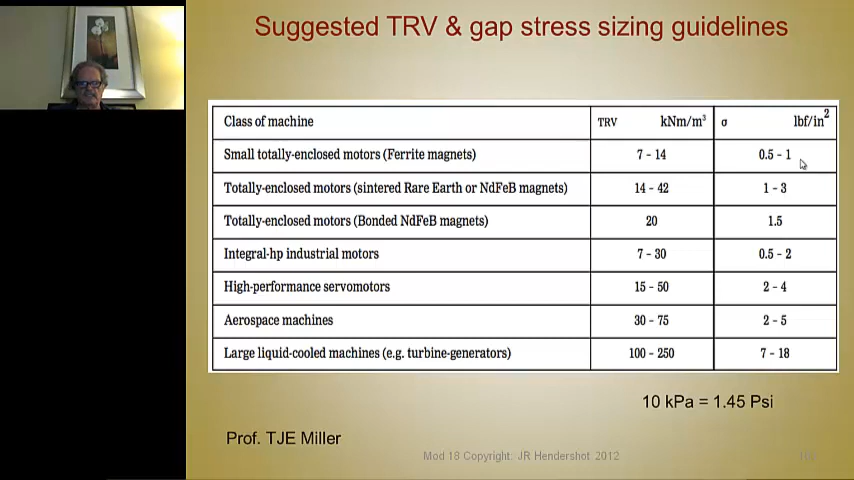 Suggested TRV & gap stress sizing guidelines
Class of machine TRV kNm/m³ σ lbf/in²
Small totally-enclosed motors (Ferrite magnets) 7 – 14 0.5 – 1
Totally-enclosed motors (sintered Rare Earth or NdFeB magnets) 14 – 42 1 – 3
Totally-enclosed motors (Bonded NdFeB magnets) 20 1.5
Integral-hp industrial motors 7 – 30 0.5 – 2
High-performance servomotors 15 – 50 2 – 4
Aerospace machines 30 – 75 2 – 5
Large liquid-cooled machines (e.g. turbine-generators) 100 – 250 7 – 18
10 kPa = 1.45 Psi
Prof. TJE Miller
Mod 18 Copyright: JR Hendershot 2012